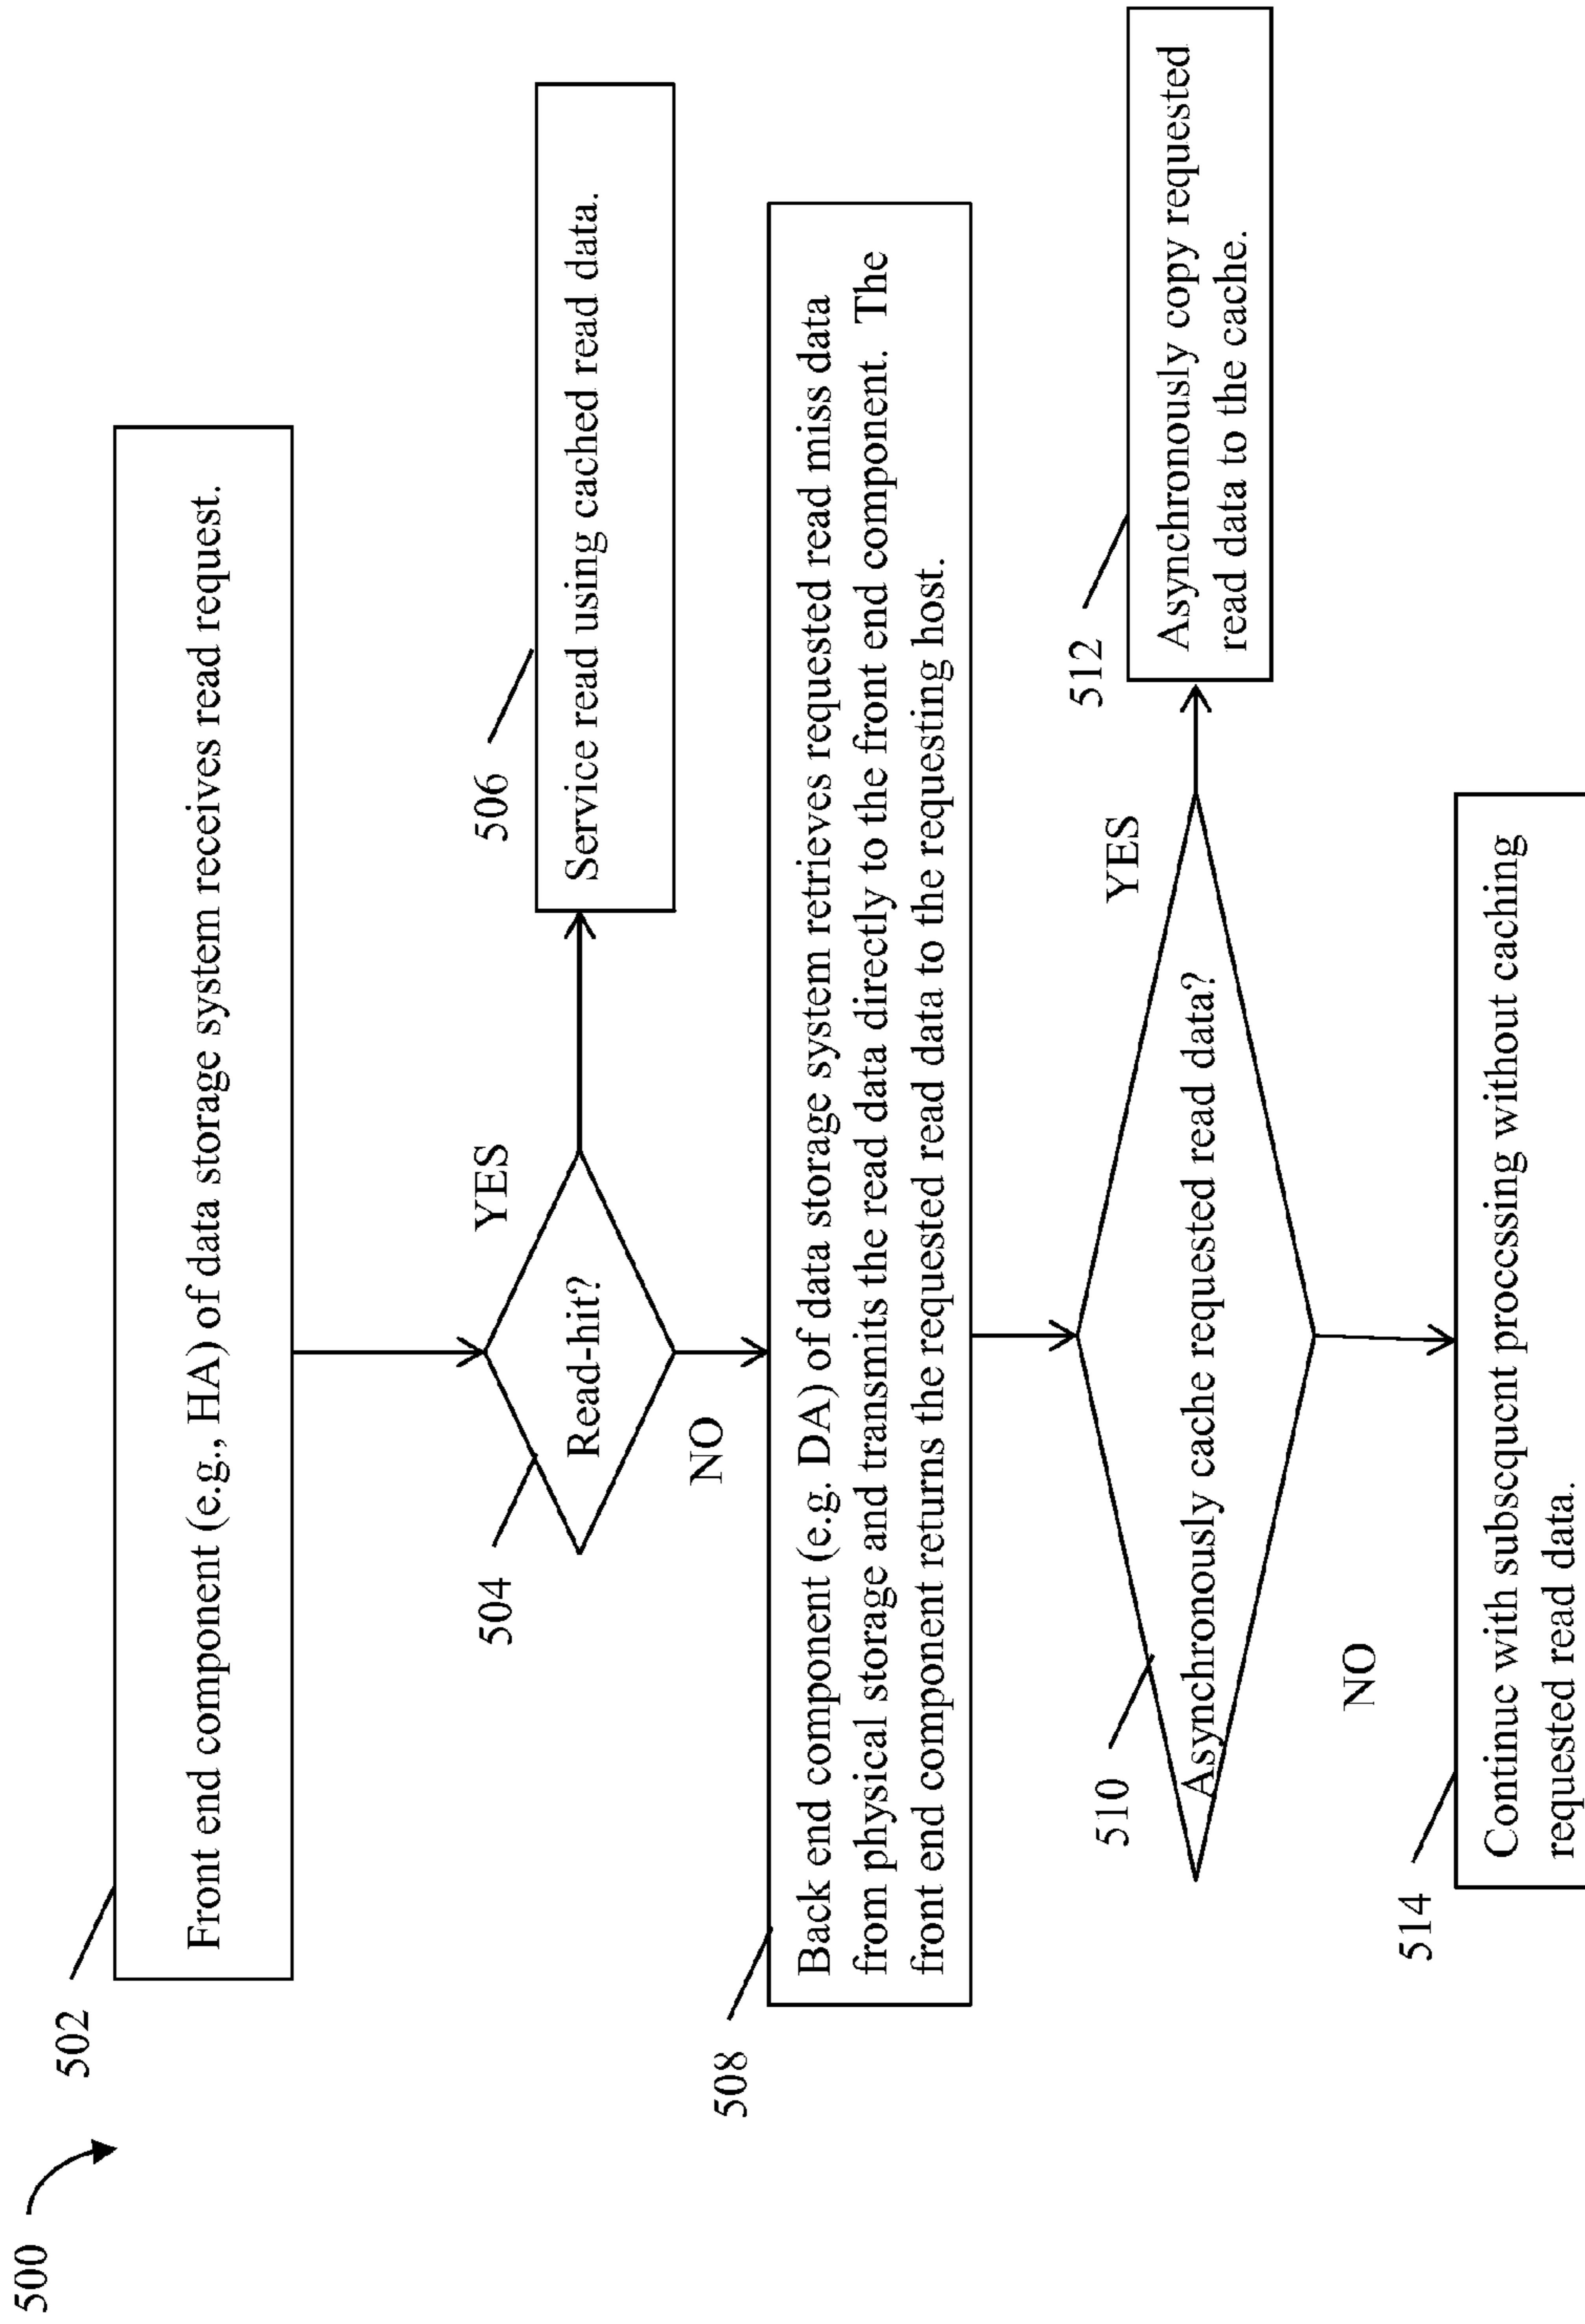 500
502
Front end component (e.g., HA) of data storage system receives read request.
504
Read-hit?
YES
506
Service read using cached read data.
NO
508
Back end component (e.g. DA) of data storage system retrieves requested read miss data
from physical storage and transmits the read data directly to the front end component. The
front end component returns the requested read data to the requesting host.
510
Asynchronously cache requested read data?
YES
512
Asynchronously copy requested
read data to the cache.
NO
514
Continue with subsequent processing without caching
requested read data.